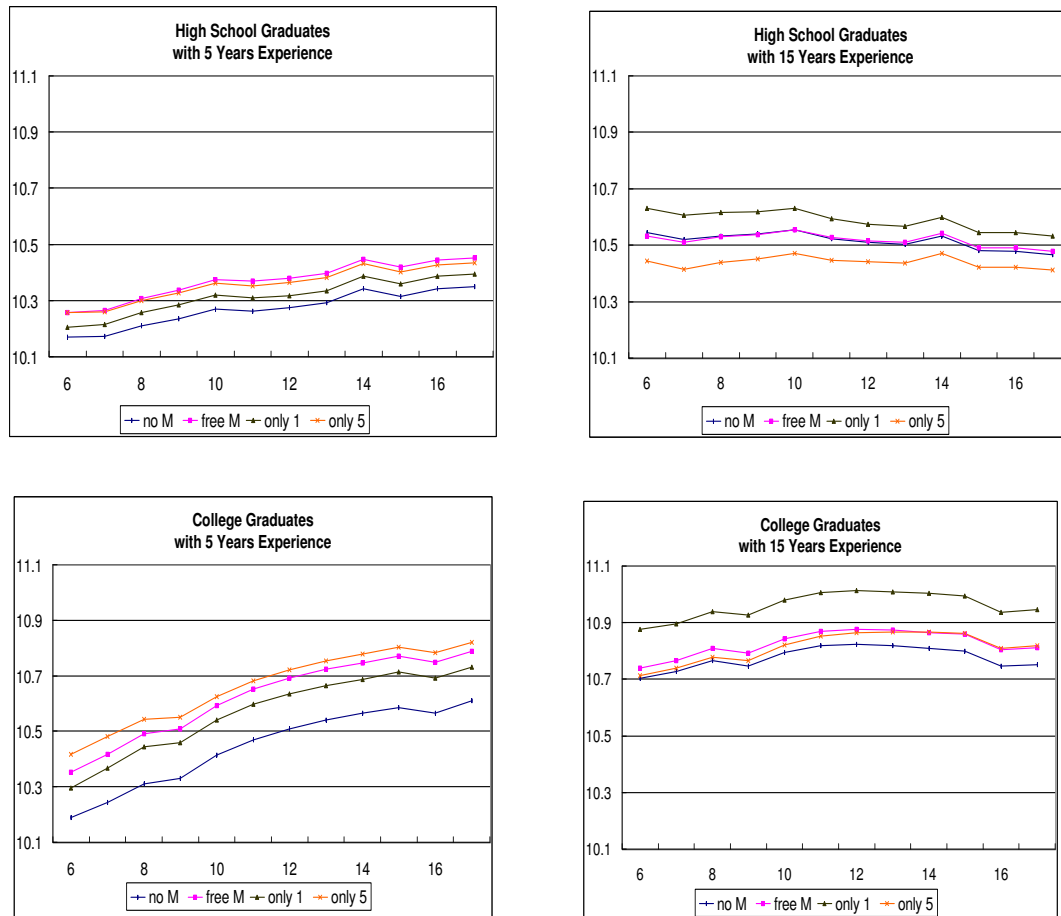 High School Graduates
with 5 Years Experience
11.1
10.9
10.7
10.5
10.3
10.1
6 8 10 12 14 16
no M free M only 1 only 5
High School Graduates
with 15 Years Experience
11.1
10.9
10.7
10.5
10.3
10.1
6 8 10 12 14 16
no M free M only 1 only 5
College Graduates
with 5 Years Experience
11.1
10.9
10.7
10.5
10.3
10.1
6 8 10 12 14 16
no M free M only 1 only 5
College Graduates
with 15 Years Experience
11.1
10.9
10.7
10.5
10.3
10.1
6 8 10 12 14 16
no M free M only 1 only 5